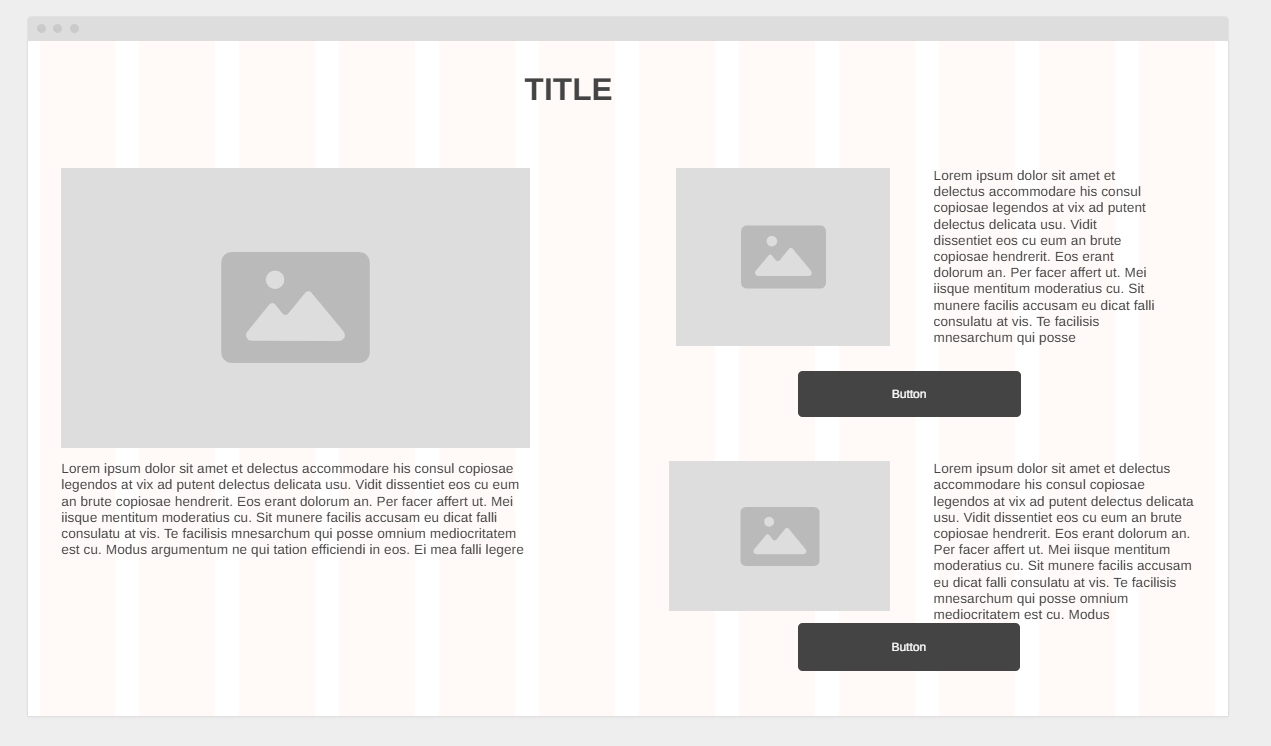 TITLE
Lorem ipsum dolor sit amet et delectus accommodare his consul copiosae
legendos at vix ad putent delectus delicata usu. Vidit dissentiet eos cu eum
an brute copiosae hendrerit. Eos erant dolorum an. Per facer affert ut. Mei
iisque mentitum moderatius cu. Sit munere facilis accusam eu dicat falli
consulatu at vis. Te facilisis mnesarchum qui posse omnium mediocritatem
est cu. Modus argumentum ne qui tation efficiendi in eos. Ei mea falli legere
Lorem ipsum dolor sit amet et
delectus accommodare his consul
copiosae legendos at vix ad putent
delectus delicata usu. Vidit
dissentiet eos cu eum an brute
copiosae hendrerit. Eos erant
dolorum an. Per facer affert ut. Mei
iisque mentitum moderatius cu. Sit
munere facilis accusam eu dicat falli
consulatu at vis. Te facilisis
mnesarchum qui posse
Button
Lorem ipsum dolor sit amet et delectus
accommodare his consul copiosae
legendos at vix ad putent delectus delicata
usu. Vidit dissentiet eos cu eum an brute
copiosae hendrerit. Eos erant dolorum an.
Per facer affert ut. Mei iisque mentitum
moderatius cu. Sit munere facilis accusam
eu dicat falli consulatu at vis. Te facilisis
mnesarchum qui posse omnium
mediocritatem est cu. Modus
Button